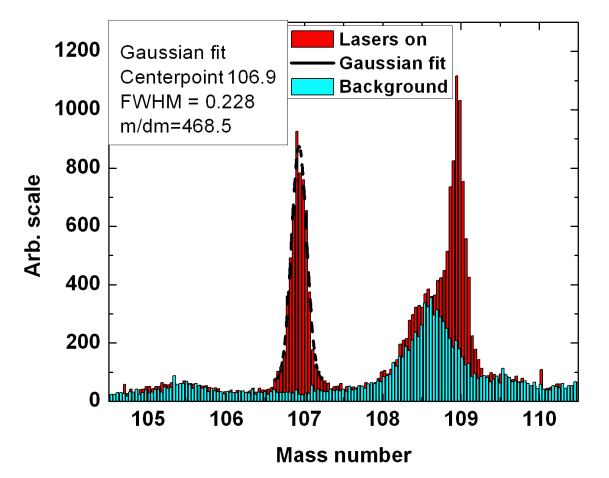 Gaussian fit
Centerpoint 106.9
FWHM = 0.228
m/dm=468.5
Lasers on
Gaussian fit
Background
1200
1000
800
600
400
200
0
Arb. scale
105 106 107 108 109 110
Mass number